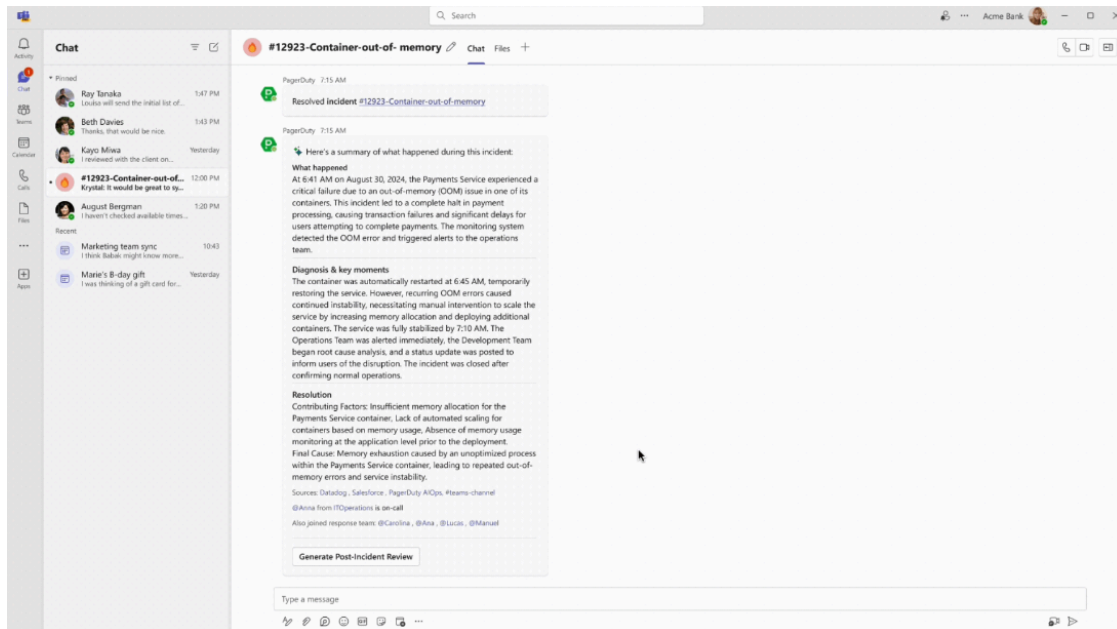 Search
Acme Bank
Activity
Chat
Teams
Calendar
Calls
Files
Apps
1
Chat
Pinned
Ray Tanaka 1:47 PM
Louisa will send the initial list of...
Beth Davies 1:43 PM
Thanks, that would be nice.
Kayo Miwa Yesterday
I reviewed with the client on...
#12923-Container-out-of... 12:00 PM
Krystal: It would be great to sy...
August Bergman 1:20 PM
I haven't checked available times...
Recent
Marketing team sync 10:43
I think Babak might know more...
Marie's B-day gift Yesterday
I was thinking of a gift card for...
#12923-Container-out-of- memory Chat Files
PagerDuty 7:15 AM
Resolved incident #12923-Container-out-of-memory
PagerDuty 7:15 AM
Here's a summary of what happened during this incident:
What happened
At 6:41 AM on August 30, 2024, the Payments Service experienced a
critical failure due to an out-of-memory (OOM) issue in one of its
containers. This incident led to a complete halt in payment
processing, causing transaction failures and significant delays for
users attempting to complete payments. The monitoring system
detected the OOM error and triggered alerts to the operations
team.
Diagnosis & key moments
The container was automatically restarted at 6:45 AM, temporarily
restoring the service. However, recurring OOM errors caused
continued instability, necessitating manual intervention to scale the
service by increasing memory allocation and deploying additional
containers. The service was fully stabilized by 7:10 AM. The
Operations Team was alerted immediately, the Development Team
began root cause analysis, and a status update was posted to
inform users of the disruption. The incident was closed after
confirming normal operations.
Resolution
Contributing Factors: Insufficient memory allocation for the
Payments Service container, Lack of automated scaling for
containers based on memory usage, Absence of memory usage
monitoring at the application level prior to the deployment.
Final Cause: Memory exhaustion caused by an unoptimized process
within the Payments Service container, leading to repeated out-of-
memory errors and service instability.
Sources: Datadog , Salesforce , PagerDuty AIOps, #teams-channel
@Anna from ITOperations is on-call
Also joined response team: @Carolina , @Ana , @Lucas , @Manuel
Generate Post-Incident Review
Type a message